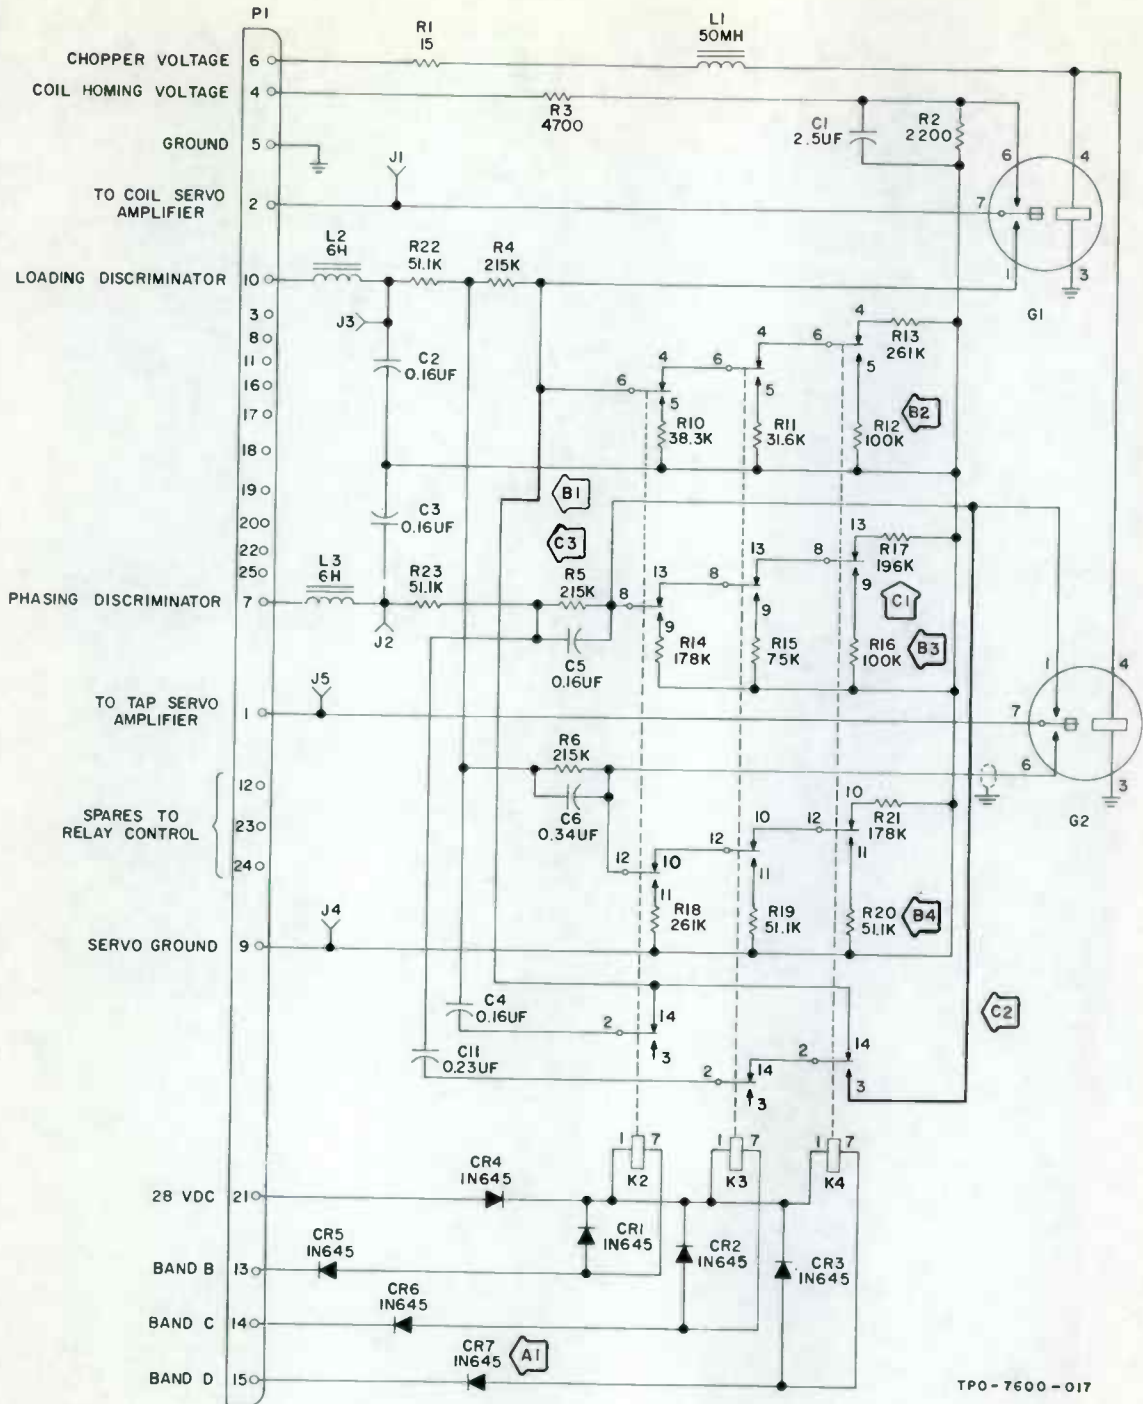 P1
R1
15
L1
50MH
CHOPPER VOLTAGE 6
COIL HOMING VOLTAGE 4
R3
4700
C1
2.5UF
R2
2200
GROUND 5
J1
6 4
TO COIL SERVO
AMPLIFIER
2
7
L2
6H
R22
51.1K
R4
215K
LOADING DISCRIMINATOR 10
1 3
G1
3
J3
8
11
C2
0.16UF
16
17
18
6 4 5
R10
38.3K
6 4 5
R11
31.6K
6 4 5
R13
261K
R12
100K
B2
19
B1
C3
0.16UF
20
22
25
C3
L3
6H
R23
51.1K
R5
215K
PHASING DISCRIMINATOR 7
J2
8 13 9
R14
178K
8 13 9
R15
75K
8 13 9
R17
196K
C1
R16
100K
B3
C5
0.16UF
1 4
J5
TO TAP SERVO
AMPLIFIER
1
7
6
3
G2
R6
215K
12
SPARES TO
RELAY CONTROL
23
24
C6
0.34UF
12 10 11
R18
261K
12 10 11
R19
51.1K
12 10 11
R21
178K
R20
51.1K
B4
J4
SERVO GROUND 9
C4
0.16UF
2 14 3
C2
C11
0.23UF
2 14 3
2 14 3
1 7
K2
1 7
K3
1 7
K4
28 VDC 21
CR4
1N645
CR1
1N645
CR2
1N645
CR3
1N645
CR5
1N645
BAND B 13
CR6
1N645
BAND C 14
CR7
1N645
A1
BAND D 15
TPO-7600-017